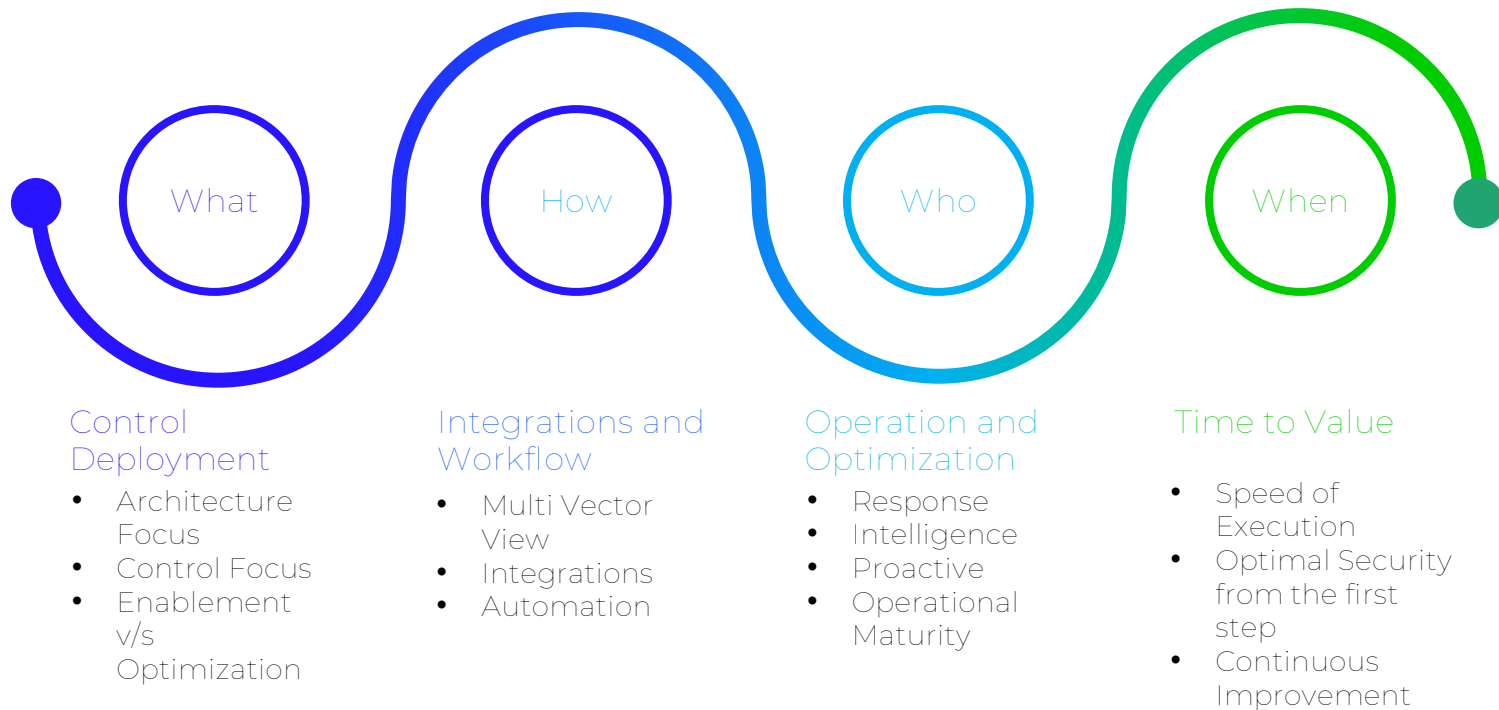 What
How
Who
When
Control
Deployment
• Architecture
Focus
• Control Focus
• Enablement
v/s
Optimization
Integrations and
Workflow
• Multi Vector
View
• Integrations
• Automation
Operation and
Optimization
• Response
• Intelligence
• Proactive
• Operational
Maturity
Time to Value
• Speed of
Execution
• Optimal Security
from the first
step
• Continuous
Improvement